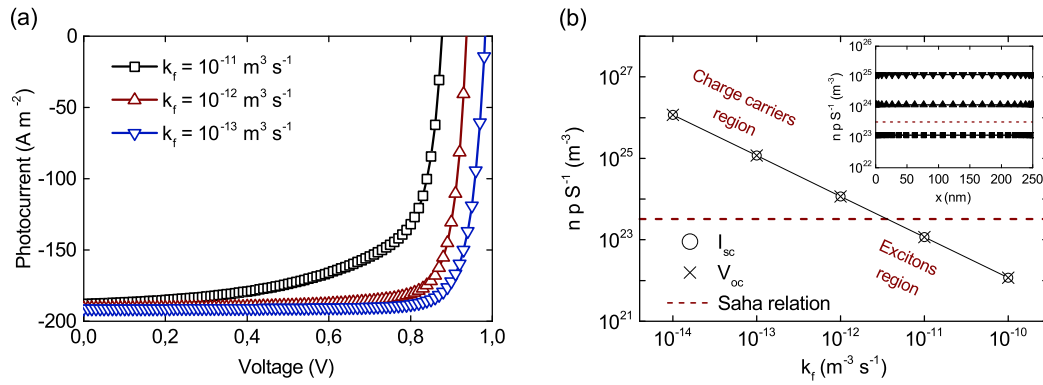 (a)
0
-50
-100
-150
-200
Photocurrent (A m⁻²)
k_f = 10⁻¹¹ m³ s⁻¹
k_f = 10⁻¹² m³ s⁻¹
k_f = 10⁻¹³ m³ s⁻¹
0,0 0,2 0,4 0,6 0,8 1,0
Voltage (V)
(b)
10²⁷
10²⁵
10²³
10²¹
n p S⁻¹ (m⁻³)
Charge carriers
region
Excitons
region
I_sc
V_oc
Saha relation
10⁻¹⁴ 10⁻¹³ 10⁻¹² 10⁻¹¹ 10⁻¹⁰
k_f (m⁻³ s⁻¹)
10²⁶
10²⁵
10²⁴
10²³
10²²
n p S⁻¹ (m⁻³)
0 50 100 150 200 250
x (nm)